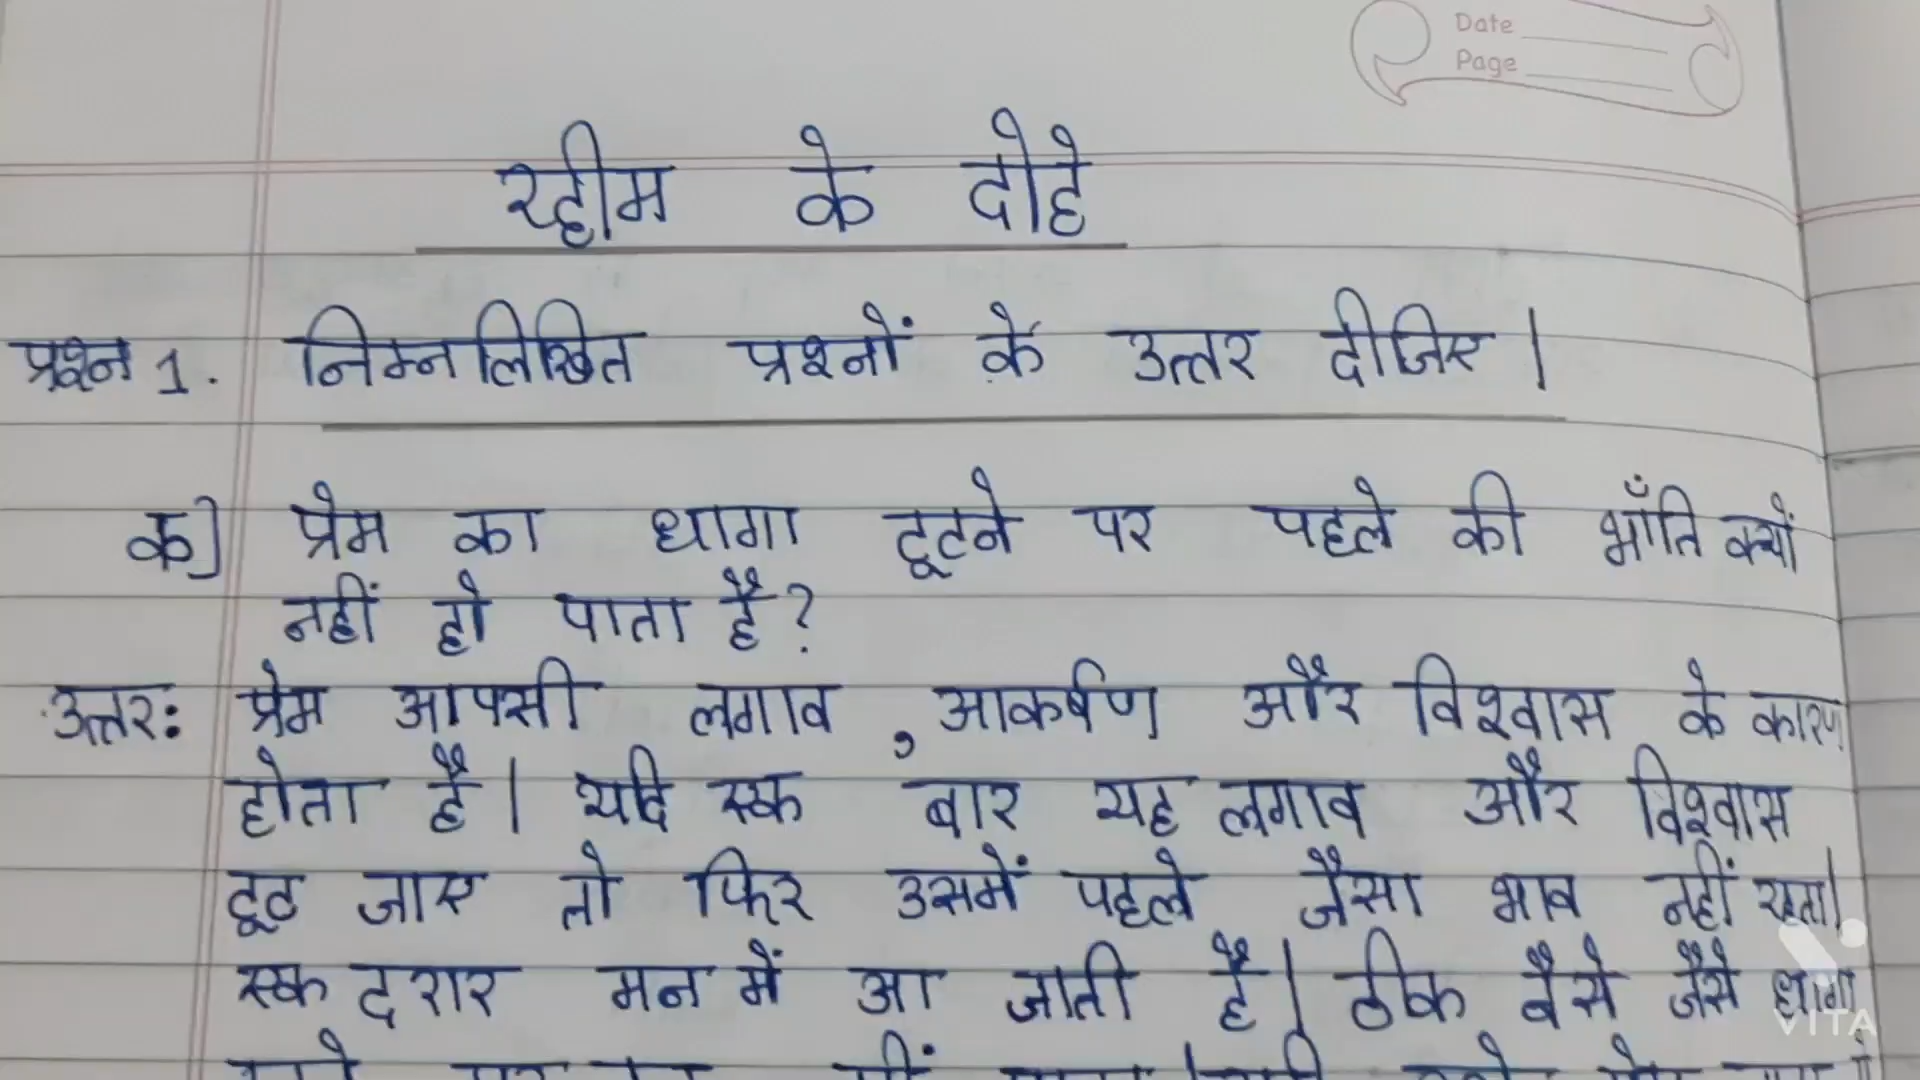 Date
Page
रहीम के दोहे
प्रश्न 1. निम्नलिखित प्रश्नों के उत्तर दीजिए।
क) प्रेम का धागा टूटने पर पहले की भाँति क्यों
नहीं हो पाता है?
उत्तर: प्रेम आपसी लगाव, आकर्षण और विश्वास के कारण
होता है। यदि एक बार यह लगाव और विश्वास
टूट जाए तो फिर उसमें पहले जैसा भाव नहीं रहता।
एक दरार मन में आ जाती है। ठीक वैसे जैसे धागा
VITA